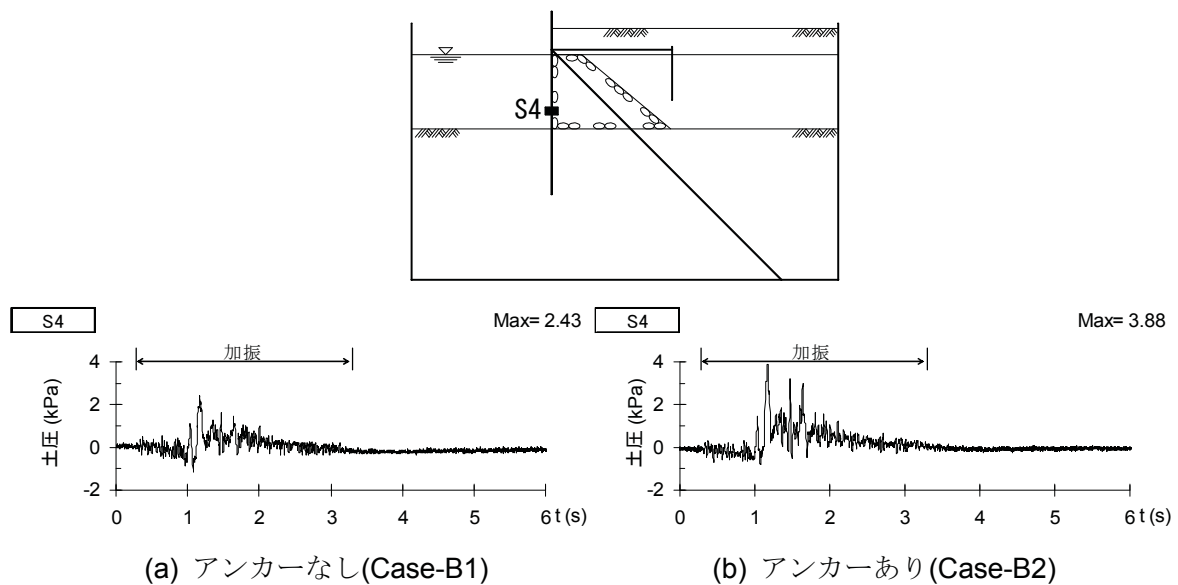 S4
S4
Max= 2.43
S4
Max= 3.88
加振
加振
4
2
0
-2
土圧 (kPa)
0 1 2 3 4 5 6 t (s)
4
2
0
-2
土圧 (kPa)
0 1 2 3 4 5 6 t (s)
(a) アンカーなし(Case-B1)
(b) アンカーあり(Case-B2)